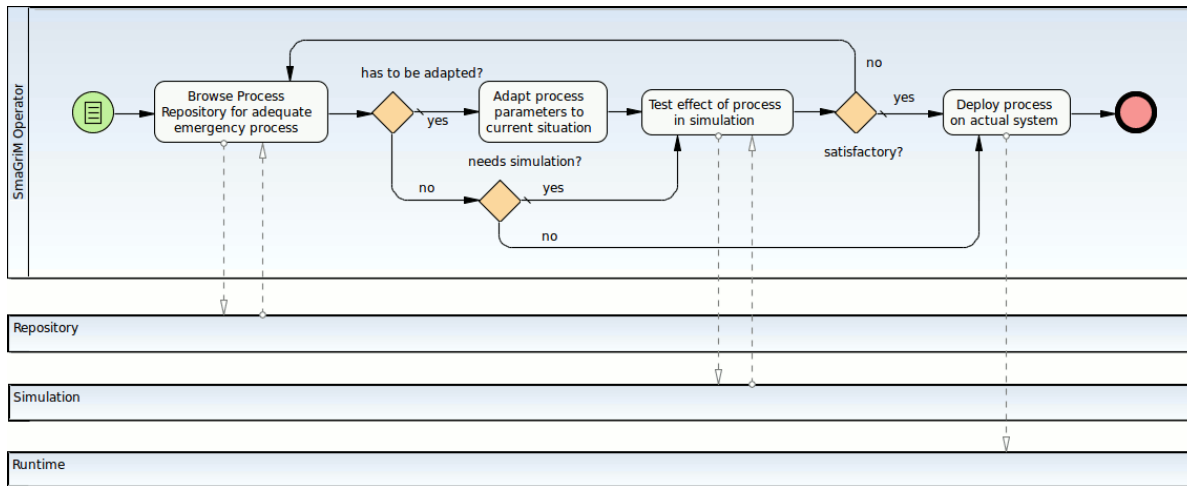 SmaGriM Operator
no
has to be adapted?
Browse Process
Repository for adequate
emergency process
yes
Adapt process
parameters to
current situation
Test effect of process
in simulation
yes
Deploy process
on actual system
satisfactory?
needs simulation?
no
yes
no
Repository
Simulation
Runtime